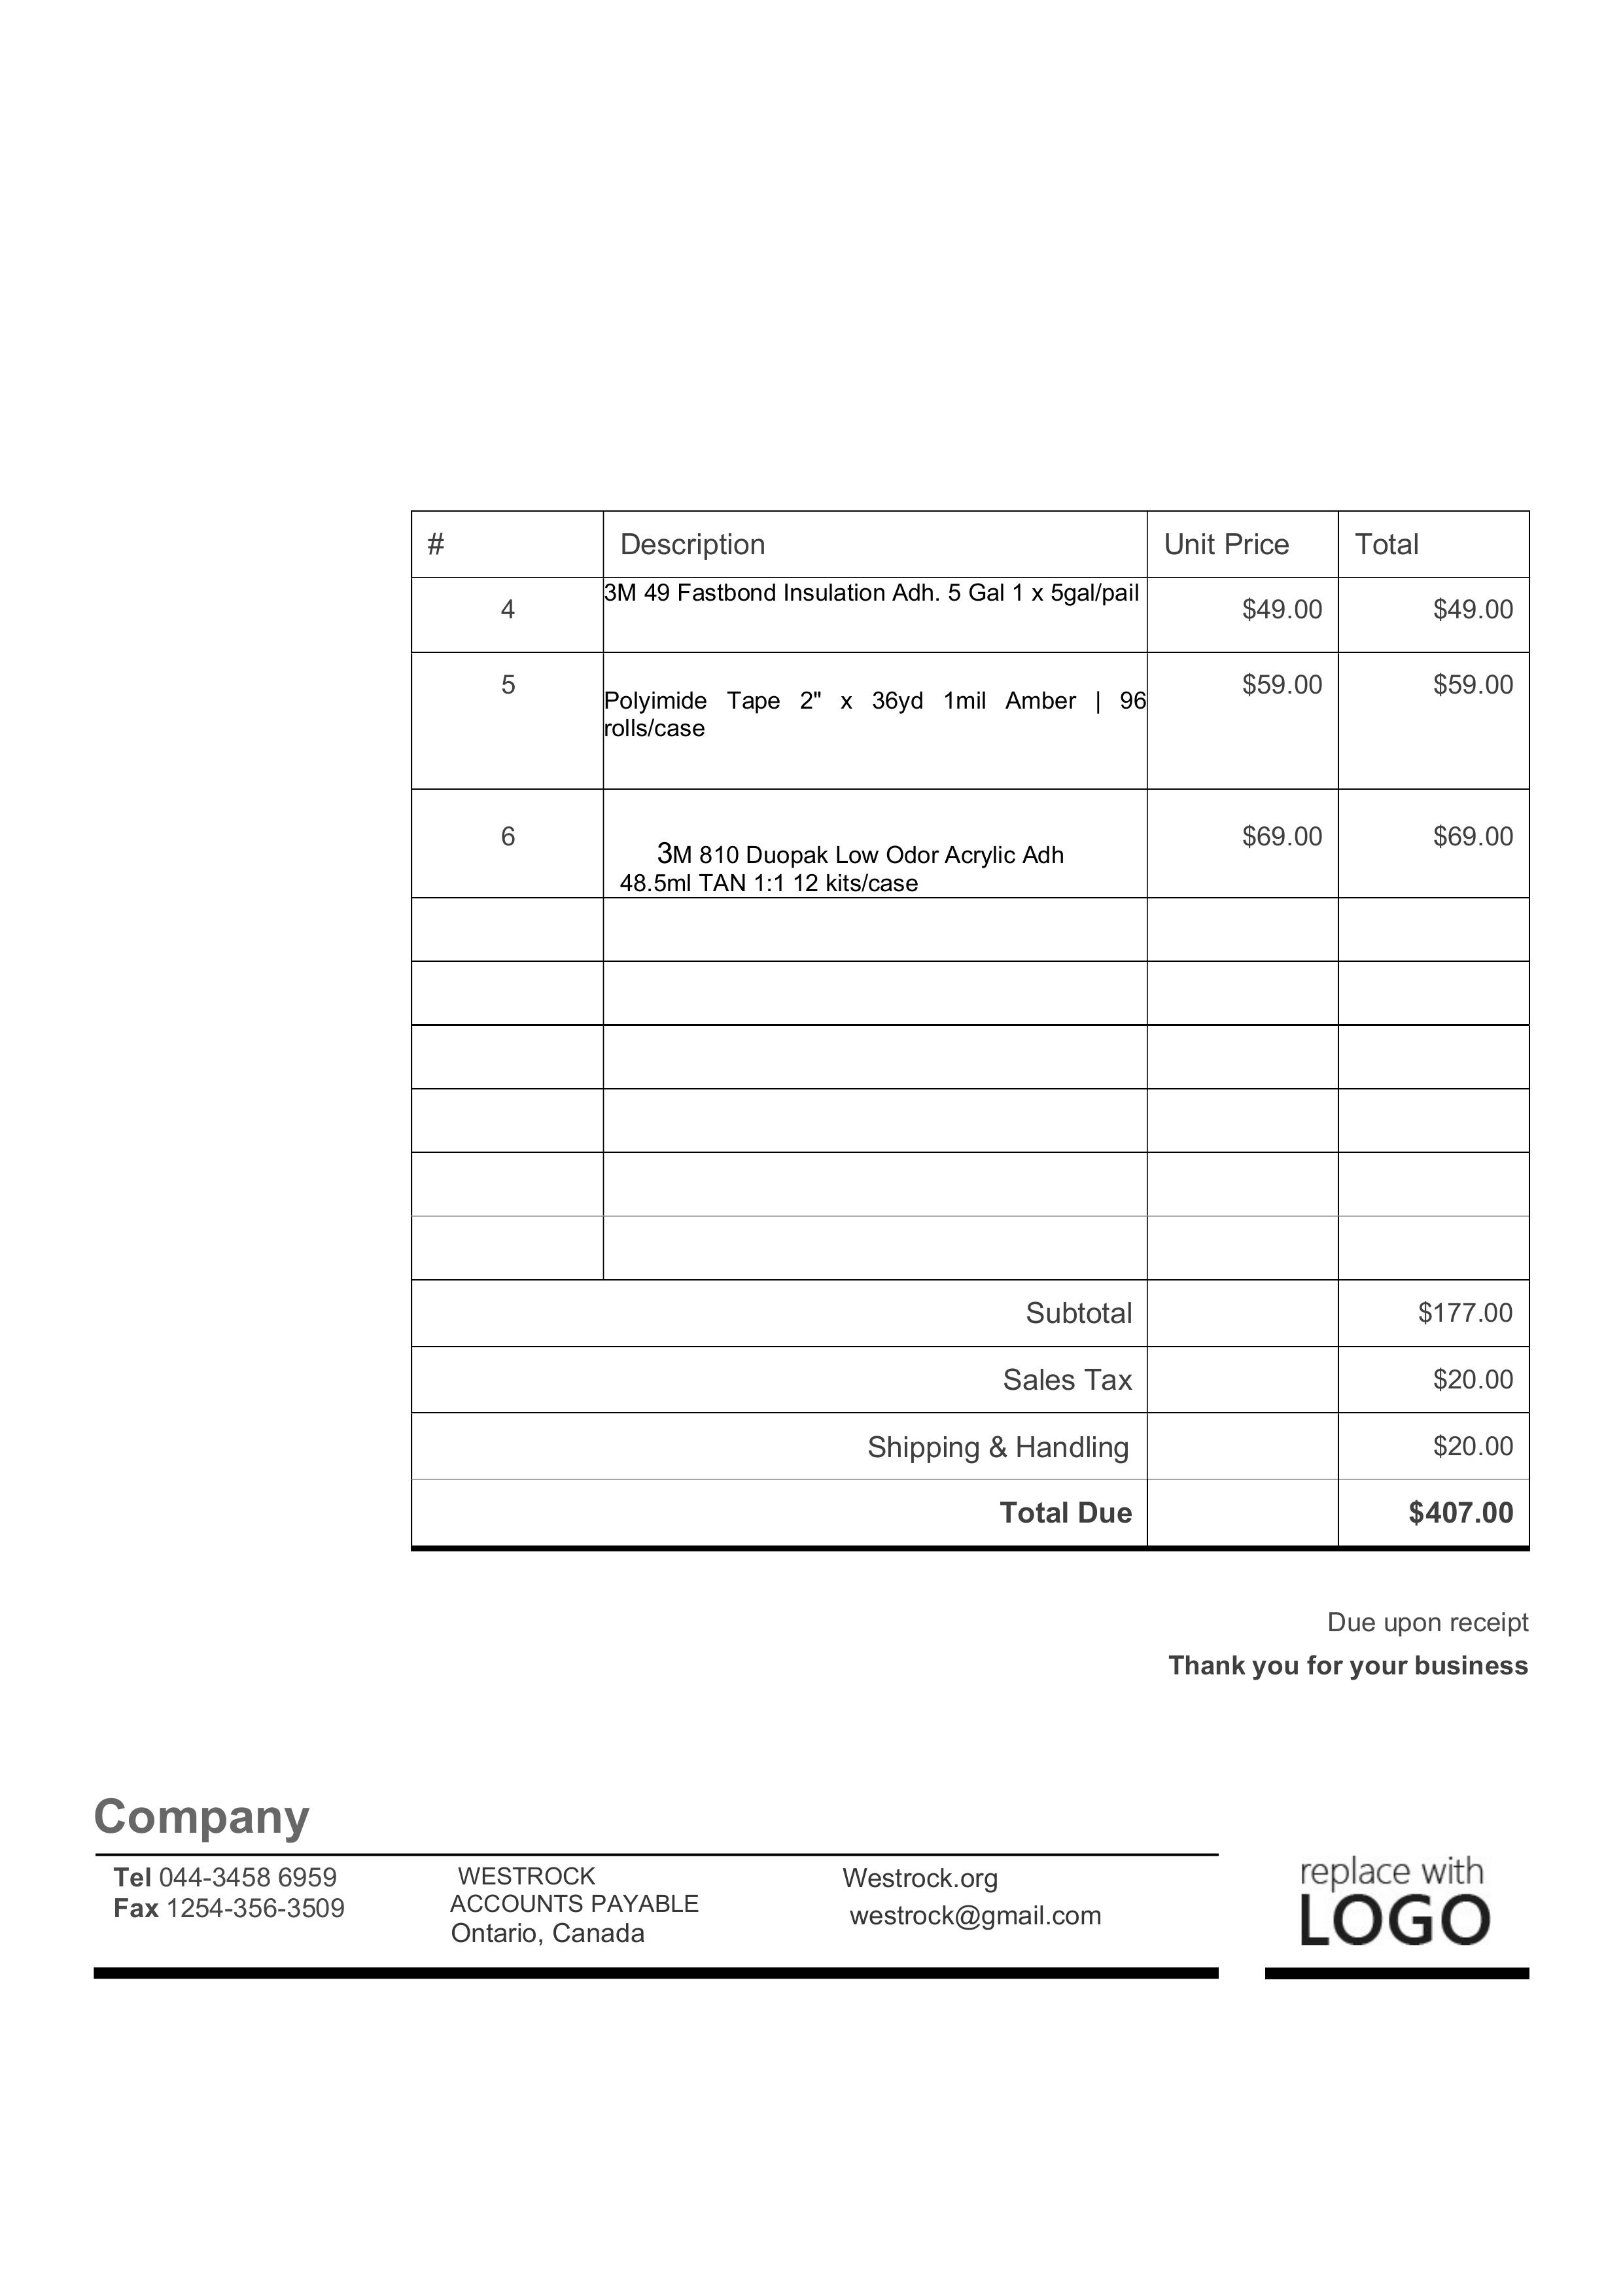 # Description Unit Price Total
4 3M 49 Fastbond Insulation Adh. 5 Gal 1 x 5gal/pail $49.00 $49.00
5 $59.00 $59.00
Polyimide Tape 2" x 36yd 1mil Amber | 96
rolls/case
6 $69.00 $69.00
3M 810 Duopak Low Odor Acrylic Adh
48.5ml TAN 1:1 12 kits/case
Subtotal $177.00
Sales Tax $20.00
Shipping & Handling $20.00
Total Due $407.00
Due upon receipt
Thank you for your business
Company
Tel 044-3458 6959
Fax 1254-356-3509
WESTROCK
ACCOUNTS PAYABLE
Ontario, Canada
Westrock.org
westrock@gmail.com
replace with
LOGO